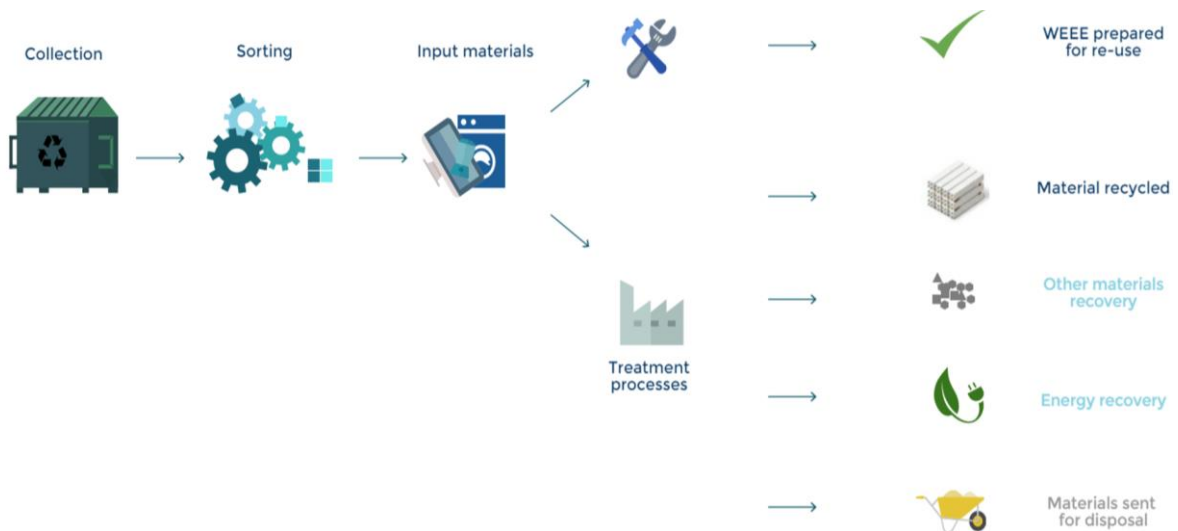 Collection
Sorting
Input materials
WEEE prepared
for re-use
Material recycled
Other materials
recovery
Treatment
processes
Energy recovery
Materials sent
for disposal